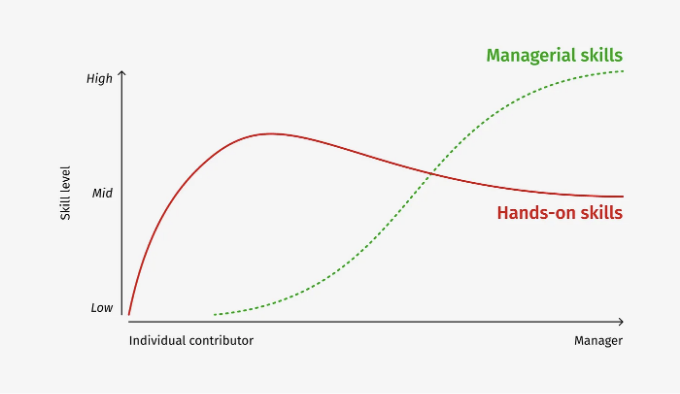 Managerial skills
High
Skill level
Mid
Hands-on skills
Low
Individual contributor
Manager